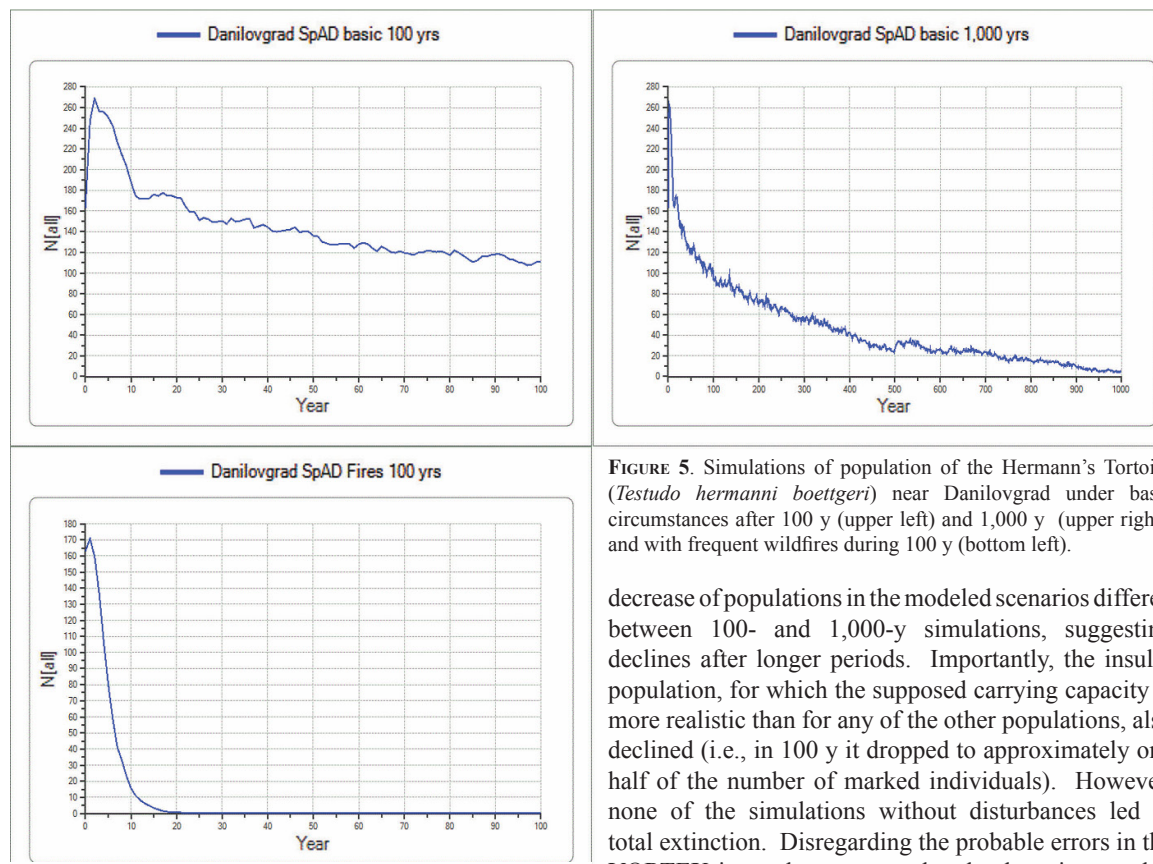 Danilovgrad SpAD basic 100 yrs
280
260
240
220
200
180
160
140
120
100
80
60
40
20
0
N[all]
0 10 20 30 40 50 60 70 80 90 100
Year
Danilovgrad SpAD basic 1,000 yrs
280
260
240
220
200
180
160
140
120
100
80
60
40
20
0
N[all]
0 100 200 300 400 500 600 700 800 900 1000
Year
Danilovgrad SpAD Fires 100 yrs
180
170
160
150
140
130
120
110
100
90
80
70
60
50
40
30
20
10
0
N[all]
0 10 20 30 40 50 60 70 80 90 100
Year
FIGURE 5. Simulations of population of the Hermann's Tortoi
(Testudo hermanni boettgeri) near Danilovgrad under bas
circumstances after 100 y (upper left) and 1,000 y (upper righ
and with frequent wildfires during 100 y (bottom left).
decrease of populations in the modeled scenarios differe
between 100- and 1,000-y simulations, suggestin
declines after longer periods. Importantly, the insul
population, for which the supposed carrying capacity
more realistic than for any of the other populations, als
declined (i.e., in 100 y it dropped to approximately on
half of the number of marked individuals). Howeve
none of the simulations without disturbances led
total extinction. Disregarding the probable errors in th